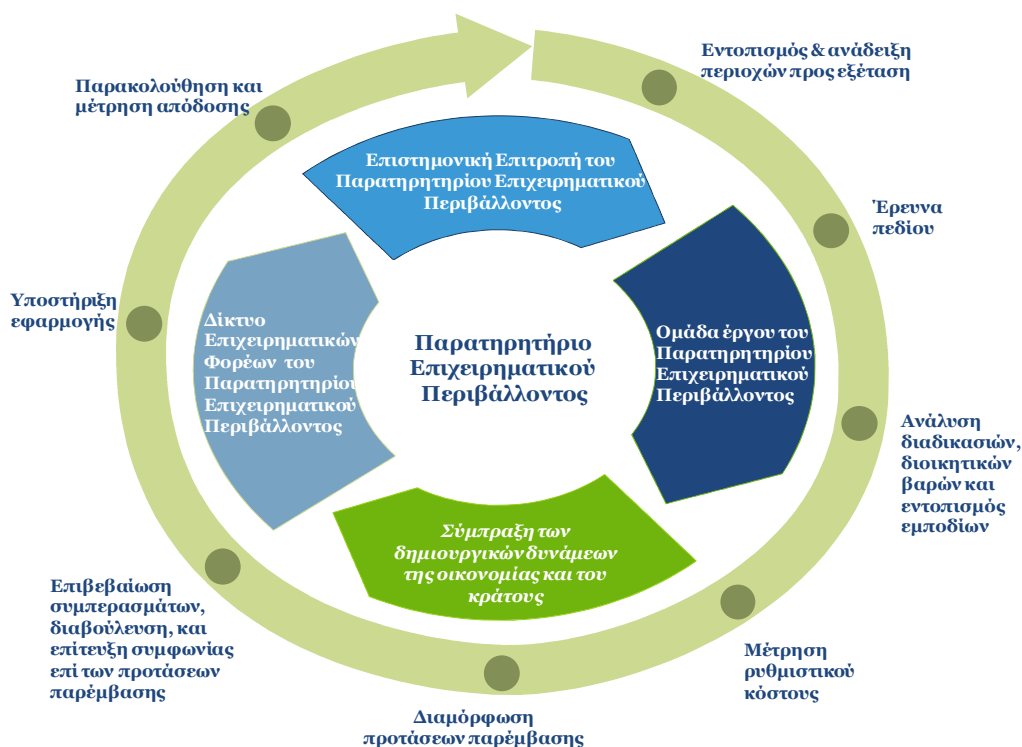 Εντοπισμός & ανάδειξη
περιοχών προς εξέταση
Έρευνα
πεδίου
Ανάλυση
διαδικασιών,
διοικητικών
βαρών και
εντοπισμός
εμποδίων
Μέτρηση
ρυθμιστικού
κόστους
Διαμόρφωση
προτάσεων παρέμβασης
Επιβεβαίωση
συμπερασμάτων,
διαβούλευση, και
επίτευξη συμφωνίας
επί των προτάσεων
παρέμβασης
Υποστήριξη
εφαρμογής
Παρακολούθηση και
μέτρηση απόδοσης
Επιστημονική Επιτροπή του
Παρατηρητηρίου Επιχειρηματικού
Περιβάλλοντος
Ομάδα έργου του
Παρατηρητηρίου
Επιχειρηματικού
Περιβάλλοντος
Σύμπραξη των
δημιουργικών δυνάμεων
της οικονομίας και του
κράτους
Δίκτυο
Επιχειρηματικών
Φορέων του
Παρατηρητηρίου
Επιχειρηματικού
Περιβάλλοντος
Παρατηρητήριο
Επιχειρηματικού
Περιβάλλοντος